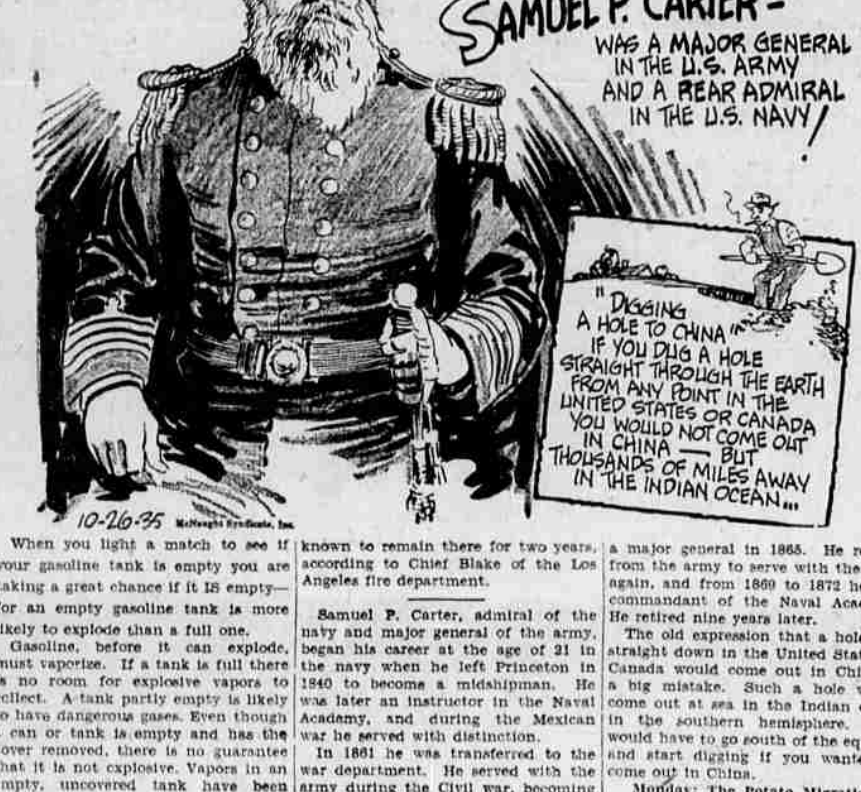 SAMUEL P. CARTER -
WAS A MAJOR GENERAL
IN THE U.S. ARMY
AND A REAR ADMIRAL
IN THE U.S. NAVY!
"DIGGING
A HOLE TO CHINA"
IF YOU DUG A HOLE
STRAIGHT THROUGH THE EARTH
FROM ANY POINT IN THE
UNITED STATES OR CANADA
YOU WOULD NOT COME OUT
IN CHINA — BUT
THOUSANDS OF MILES AWAY
IN THE INDIAN OCEAN...
10-26-35 McNaught Syndicate, Inc.
When you light a match to see if
your gasoline tank is empty you are
taking a great chance if it IS empty—
for an empty gasoline tank is more
likely to explode than a full one.
Gasoline, before it can explode,
must vaporize. If a tank is full there
is no room for explosive vapors to
collect. A tank partly empty is likely
to have dangerous gases. Even though
a can or tank is empty and has the
cover removed, there is no guarantee
that it is not explosive. Vapors in an
empty, uncovered tank have been
known to remain there for two years,
according to Chief Blake of the Los
Angeles fire department.
Samuel P. Carter, admiral of the
navy and major general of the army,
began his career at the age of 21 in
the navy when he left Princeton in
1840 to become a midshipman. He
was later an instructor in the Naval
Acadamy, and during the Mexican
war he served with distinction.
In 1861 he was transferred to the
war department. He served with the
army during the Civil war, becoming
a major general in 1865. He r
from the army to serve with the
again, and from 1869 to 1872 h
commandant of the Naval Aca
He retired nine years later.
The old expression that a hol
straight down in the United Stat
Canada would come out in Chi
a big mistake. Such a hole w
come out at sea in the Indian
in the southern hemisphere.
would have to go south of the eq
and start digging if you want
come out in China.
Monday: The Potato Migrati